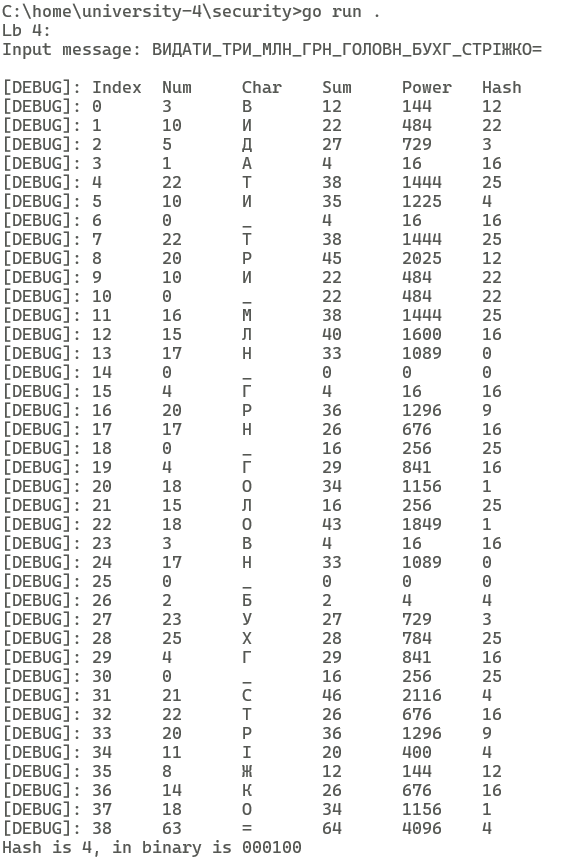 C:\home\university-4\security>go run .
Lb 4:
Input message: ВИДАТИ_ТРИ_МЛН_ГРН_ГОЛОВН_БУХГ_СТРІЖКО=
[DEBUG]: Index Num Char Sum Power Hash
[DEBUG]: 0 3 В 12 144 12
[DEBUG]: 1 10 И 22 484 22
[DEBUG]: 2 5 Д 27 729 3
[DEBUG]: 3 1 А 4 16 16
[DEBUG]: 4 22 Т 38 1444 25
[DEBUG]: 5 10 И 35 1225 4
[DEBUG]: 6 0 _ 4 16 16
[DEBUG]: 7 22 Т 38 1444 25
[DEBUG]: 8 20 Р 45 2025 12
[DEBUG]: 9 10 И 22 484 22
[DEBUG]: 10 0 _ 22 484 22
[DEBUG]: 11 16 М 38 1444 25
[DEBUG]: 12 15 Л 40 1600 16
[DEBUG]: 13 17 Н 33 1089 0
[DEBUG]: 14 0 _ 0 0 0
[DEBUG]: 15 4 Г 4 16 16
[DEBUG]: 16 20 Р 36 1296 9
[DEBUG]: 17 17 Н 26 676 16
[DEBUG]: 18 0 _ 16 256 25
[DEBUG]: 19 4 Г 29 841 16
[DEBUG]: 20 18 О 34 1156 1
[DEBUG]: 21 15 Л 16 256 25
[DEBUG]: 22 18 О 43 1849 1
[DEBUG]: 23 3 В 4 16 16
[DEBUG]: 24 17 Н 33 1089 0
[DEBUG]: 25 0 _ 0 0 0
[DEBUG]: 26 2 Б 2 4 4
[DEBUG]: 27 23 У 27 729 3
[DEBUG]: 28 25 Х 28 784 25
[DEBUG]: 29 4 Г 29 841 16
[DEBUG]: 30 0 _ 16 256 25
[DEBUG]: 31 21 С 46 2116 4
[DEBUG]: 32 22 Т 26 676 16
[DEBUG]: 33 20 Р 36 1296 9
[DEBUG]: 34 11 І 20 400 4
[DEBUG]: 35 8 Ж 12 144 12
[DEBUG]: 36 14 К 26 676 16
[DEBUG]: 37 18 О 34 1156 1
[DEBUG]: 38 63 = 64 4096 4
Hash is 4, in binary is 000100